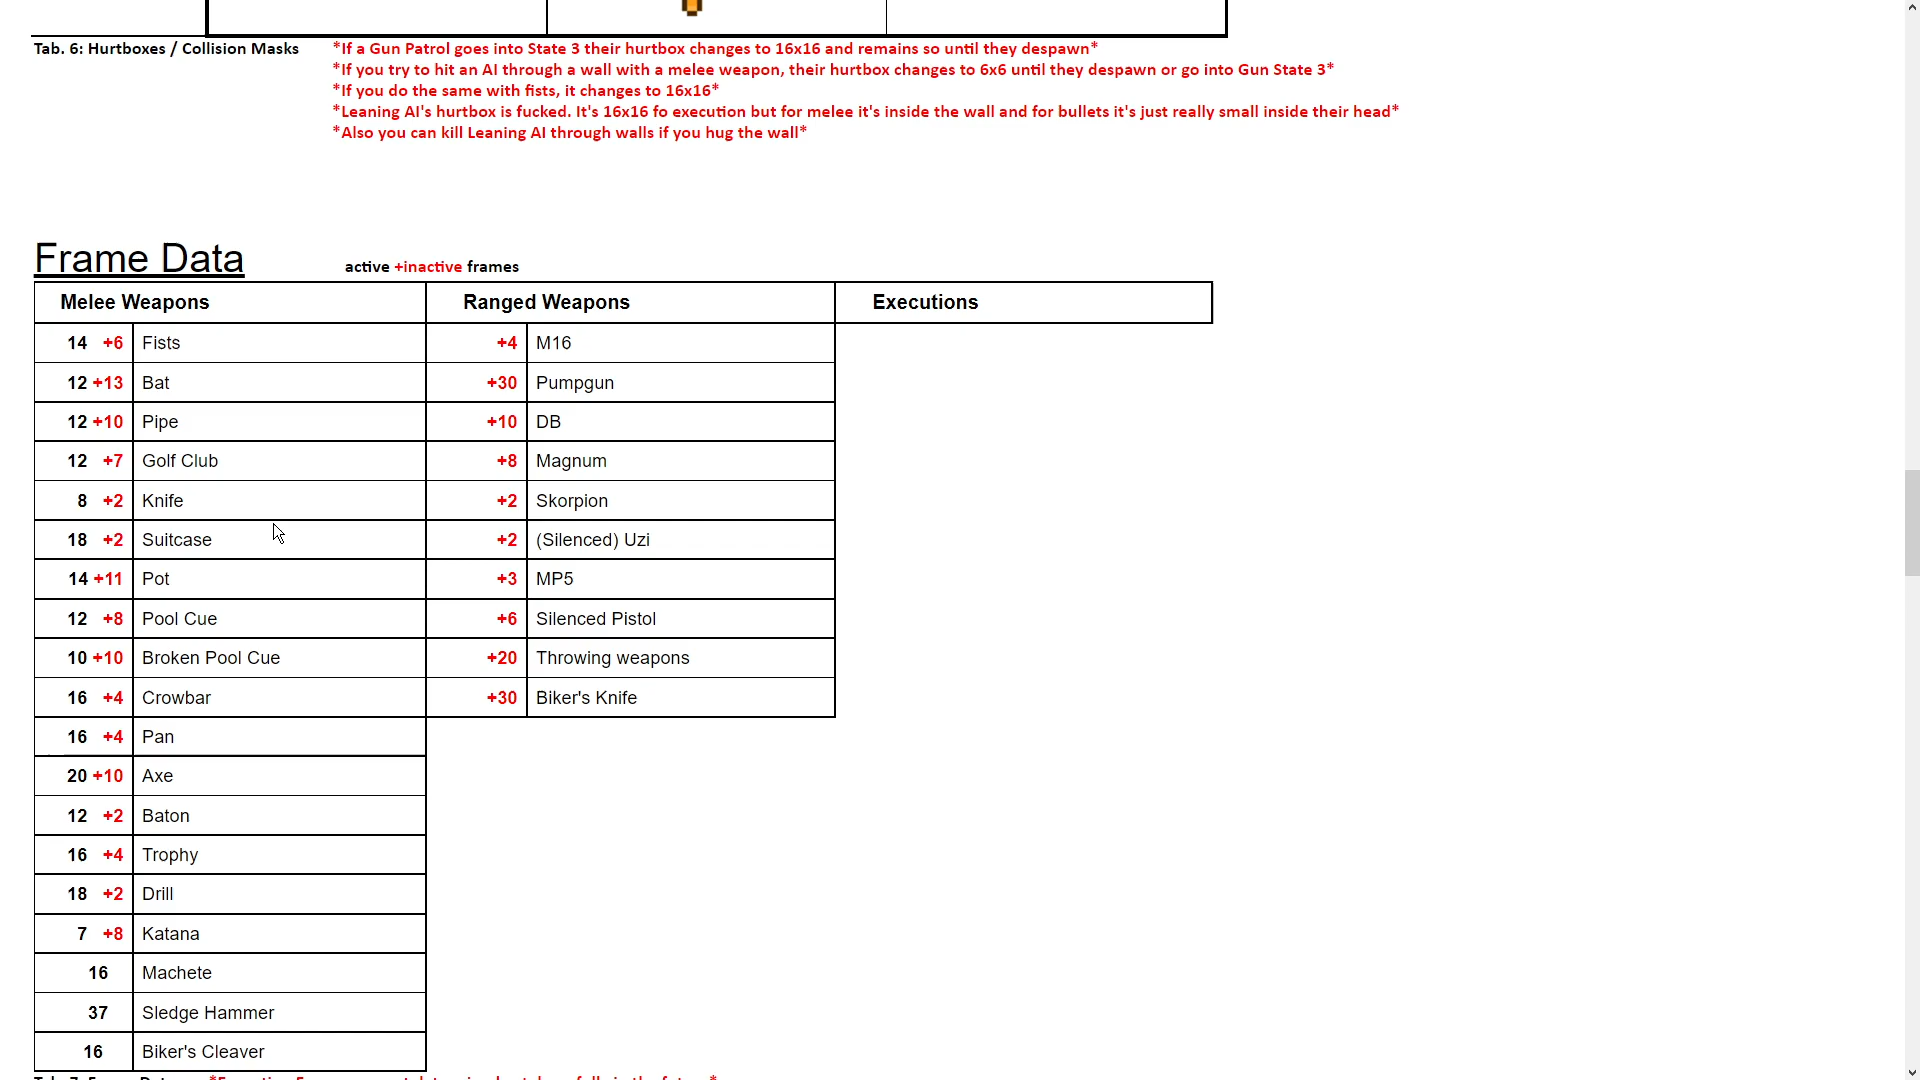 Tab. 6: Hurtboxes / Collision Masks *If a Gun Patrol goes into State 3 their hurtbox changes to 16x16 and remains so until they despawn*
*If you try to hit an AI through a wall with a melee weapon, their hurtbox changes to 6x6 until they despawn or go into Gun State 3*
*If you do the same with fists, it changes to 16x16*
*Leaning AI's hurtbox is fucked. It's 16x16 fo execution but for melee it's inside the wall and for bullets it's just really small inside their head*
*Also you can kill Leaning AI through walls if you hug the wall*
Frame Data active +inactive frames
Melee Weapons Ranged Weapons Executions
14 +6 Fists +4 M16
12 +13 Bat +30 Pumpgun
12 +10 Pipe +10 DB
12 +7 Golf Club +8 Magnum
8 +2 Knife +2 Skorpion
18 +2 Suitcase +2 (Silenced) Uzi
14 +11 Pot +3 MP5
12 +8 Pool Cue +6 Silenced Pistol
10 +10 Broken Pool Cue +20 Throwing weapons
16 +4 Crowbar +30 Biker's Knife
16 +4 Pan
20 +10 Axe
12 +2 Baton
16 +4 Trophy
18 +2 Drill
7 +8 Katana
16 Machete
37 Sledge Hammer
16 Biker's Cleaver